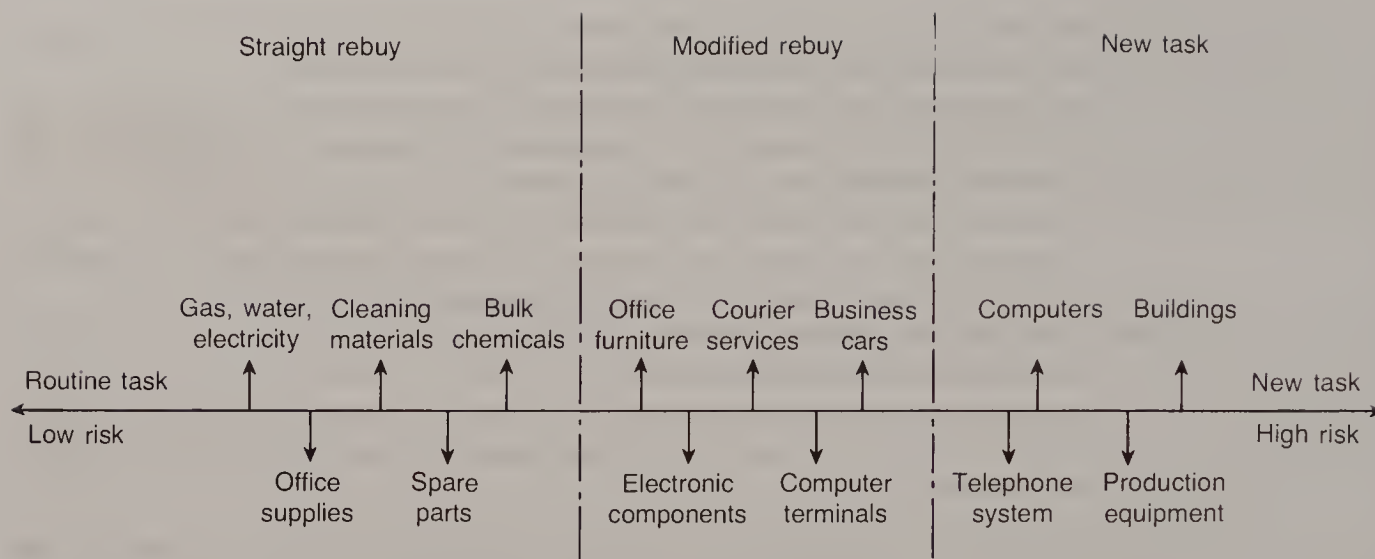 Straight rebuy
Modified rebuy
New task
Gas, water,
electricity
Cleaning
materials
Bulk
chemicals
Office
furniture
Courier
services
Business
cars
Computers
Buildings
Routine task
New task
Low risk
High risk
Office
supplies
Spare
parts
Electronic
components
Computer
terminals
Telephone
system
Production
equipment